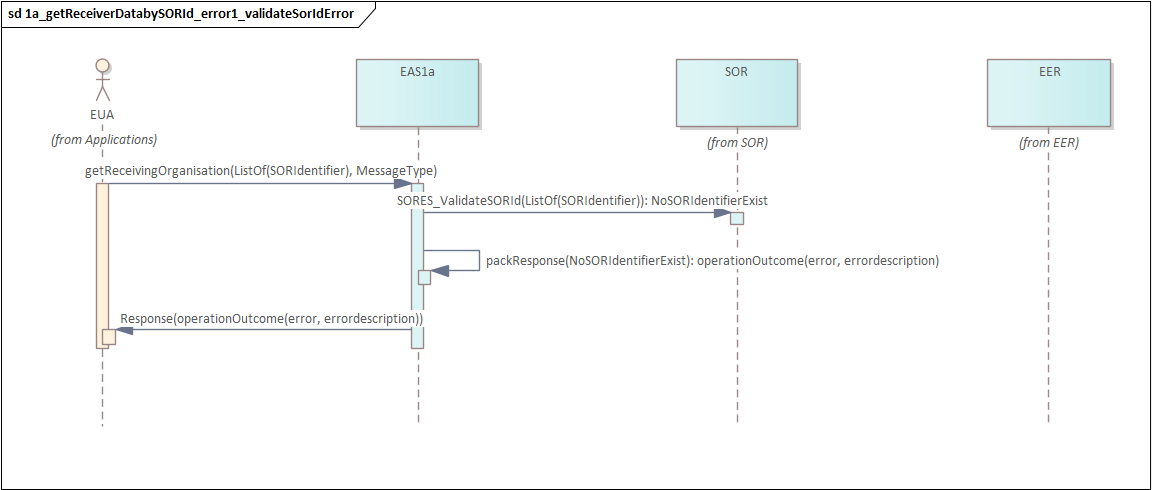 sd 1a_getReceiverDatabySORId_error1_validateSorIdError
EUA
(from Applications)
EAS1a
SOR
(from SOR)
EER
(from EER)
getReceivingOrganisation(ListOf(SORIdentifier), MessageType)
SORES_ValidateSORId(ListOf(SORIdentifier)): NoSORIdentifierExist
packResponse(NoSORIdentifierExist): operationOutcome(error, errordescription)
Response(operationOutcome(error, errordescription))